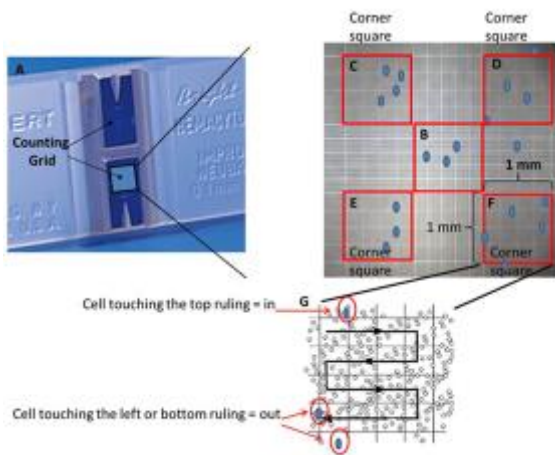 Corner
square
Corner
square
A
C
D
Bright
Counting
Grid
B
1 mm
E
F
1 mm
Corner
square
Corner
square
G
Cell touching the top ruling = in
Cell touching the left or bottom ruling = out